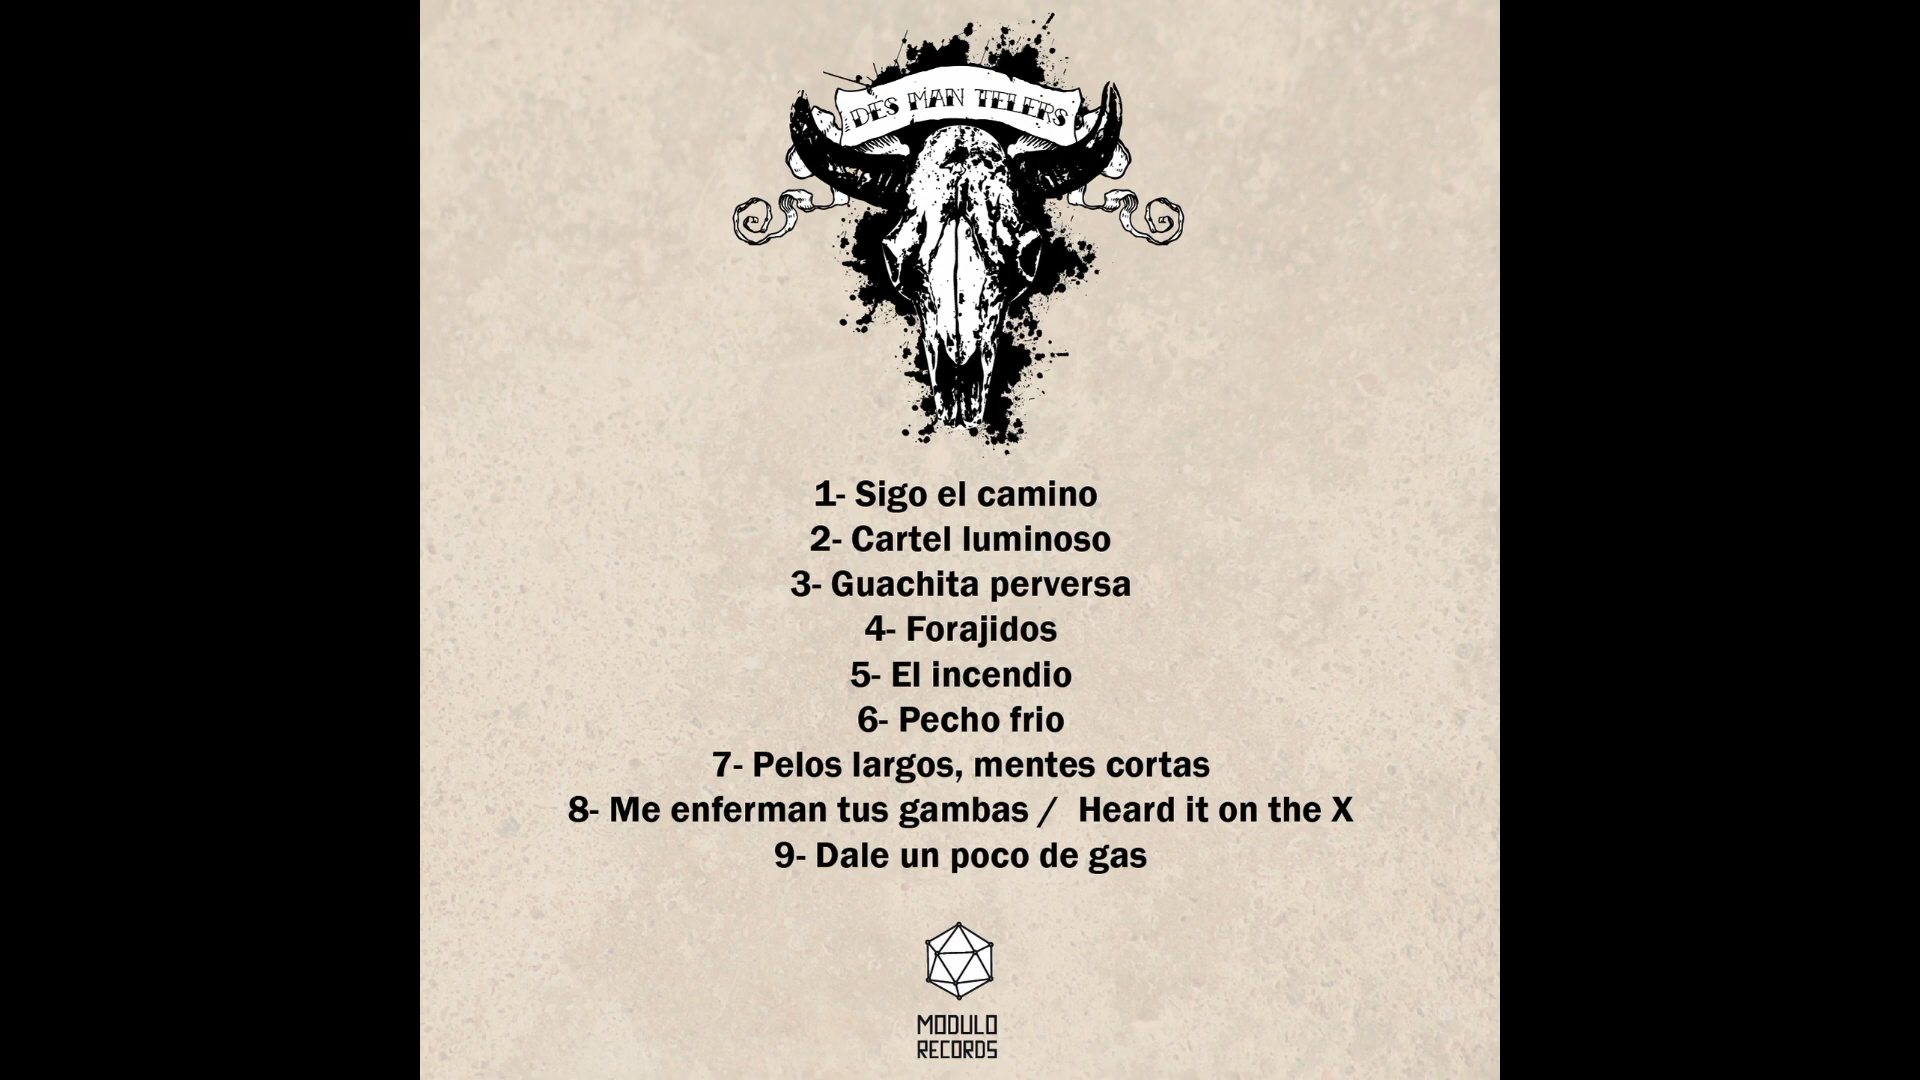 DES MAN TELERS
1- Sigo el camino
2- Cartel luminoso
3- Guachita perversa
4- Forajidos
5- El incendio
6- Pecho frio
7- Pelos largos, mentes cortas
8- Me enferman tus gambas /  Heard it on the X
9- Dale un poco de gas
MODULO
RECORDS